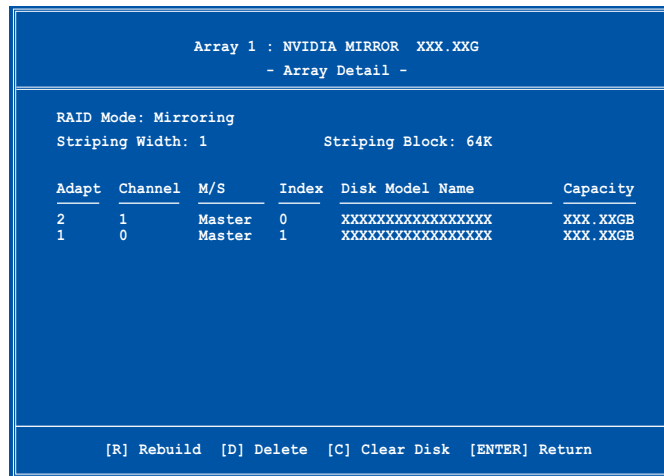 Array 1 : NVIDIA MIRROR XXX.XXG
- Array Detail -
RAID Mode: Mirroring
Striping Width: 1 Striping Block: 64K
Adapt Channel M/S Index Disk Model Name Capacity
2 1 Master 0 XXXXXXXXXXXXXXXXX XXX.XXGB
1 0 Master 1 XXXXXXXXXXXXXXXXX XXX.XXGB
[R] Rebuild [D] Delete [C] Clear Disk [ENTER] Return